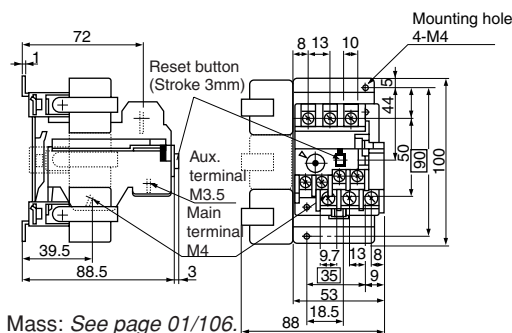 Mounting hole
4-M4
72
8 13 10
1
5
Reset button
(Stroke 3mm)
44
50
90
100
Aux.
terminal
M3.5
Main
terminal
M4
39.5
88.5
3
9.7
13
8
35
9
53
18.5
88
Mass: See page 01/106.